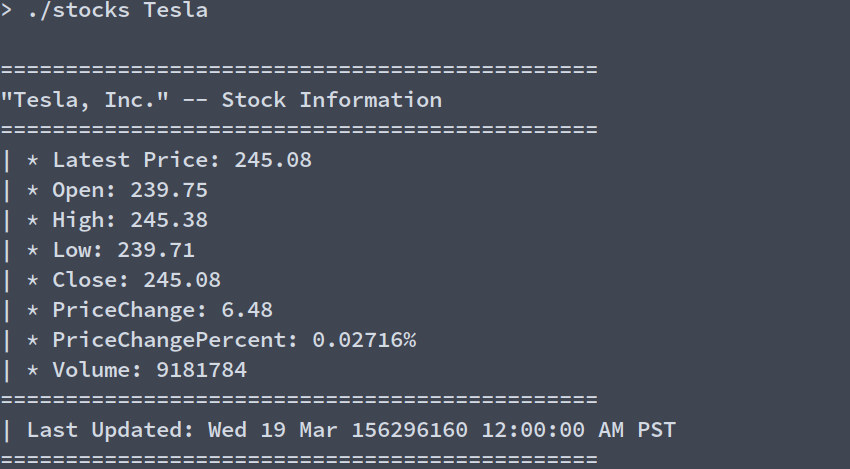 > ./stocks Tesla
==============================================
"Tesla, Inc." -- Stock Information
==============================================
| * Latest Price: 245.08
| * Open: 239.75
| * High: 245.38
| * Low: 239.71
| * Close: 245.08
| * PriceChange: 6.48
| * PriceChangePercent: 0.02716%
| * Volume: 9181784
==============================================
| Last Updated: Wed 19 Mar 156296160 12:00:00 AM PST
==============================================